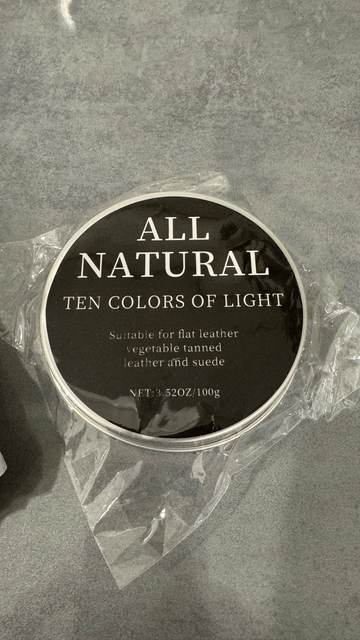 ALL
NATURAL
TEN COLORS OF LIGHT
Suitable for flat leather
vegetable tanned
leather and suede
NET:3.52OZ/100g